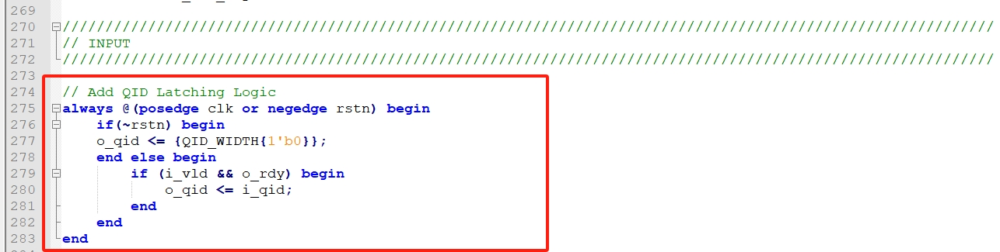 269
270 ////////////////////////////////////////////////////////////////////////////////////////////////////////////////
271 // INPUT
272 ////////////////////////////////////////////////////////////////////////////////////////////////////////////////
273
274 // Add QID Latching Logic
275 always @(posedge clk or negedge rstn) begin
276 if(~rstn) begin
277 o_qid <= {QID_WIDTH{1'b0}};
278 end else begin
279 if (i_vld && o_rdy) begin
280 o_qid <= i_qid;
281 end
282 end
283 end